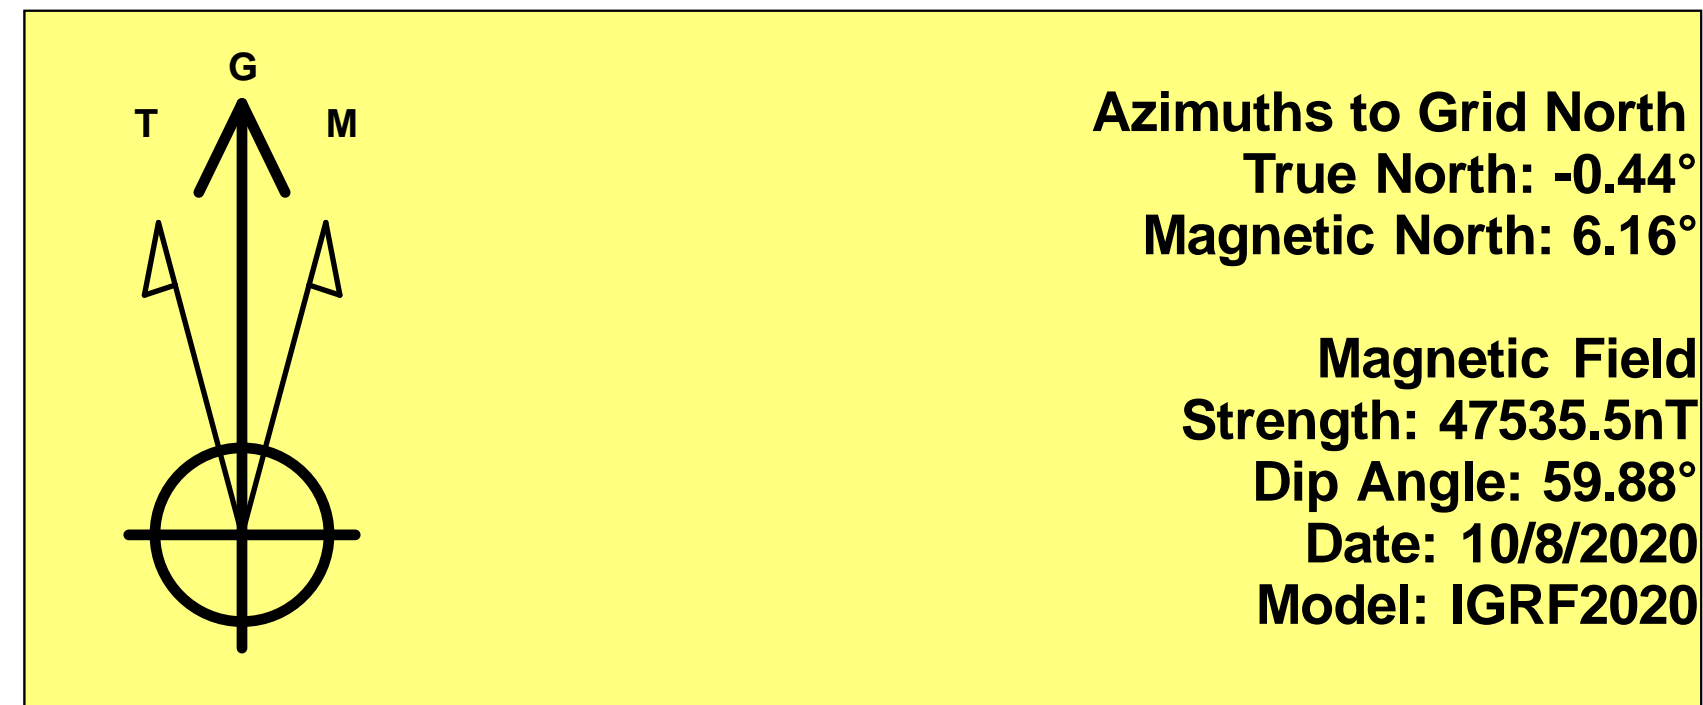 G
T
M
Azimuths to Grid North
True North: -0.44°
Magnetic North: 6.16°
Magnetic Field
Strength: 47535.5nT
Dip Angle: 59.88°
Date: 10/8/2020
Model: IGRF2020